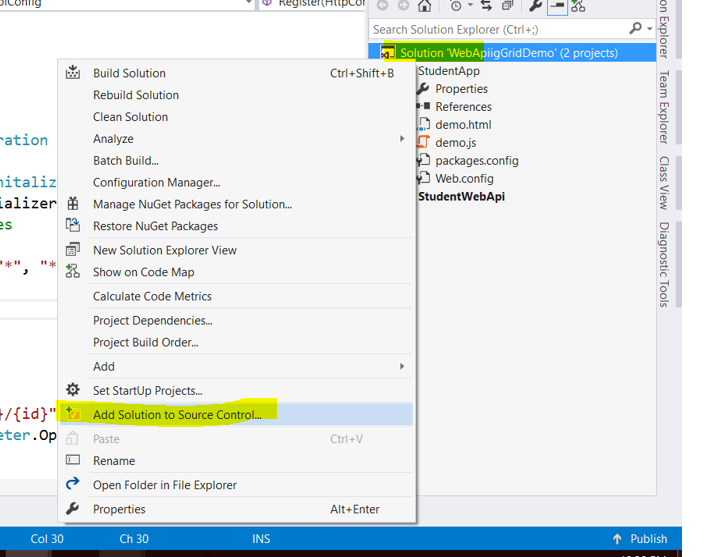 piConfig
Register(HttpCon
Search Solution Explorer (Ctrl+;)
Solution 'WebApiigGridDemo' (2 projects)
StudentApp
Properties
References
demo.html
demo.js
packages.config
Web.config
StudentWebApi
tion Explorer
Team Explorer
Class View
Diagnostic Tools
ration
nitaliz
ializer
es
"*", "*
}/{id}"
eter.Op
Build Solution Ctrl+Shift+B
Rebuild Solution
Clean Solution
Analyze
Batch Build...
Configuration Manager...
Manage NuGet Packages for Solution...
Restore NuGet Packages
New Solution Explorer View
Show on Code Map
Calculate Code Metrics
Project Dependencies...
Project Build Order...
Add
Set StartUp Projects...
Add Solution to Source Control...
Paste Ctrl+V
Rename
Open Folder in File Explorer
Properties Alt+Enter
Col 30 Ch 30 INS Publish